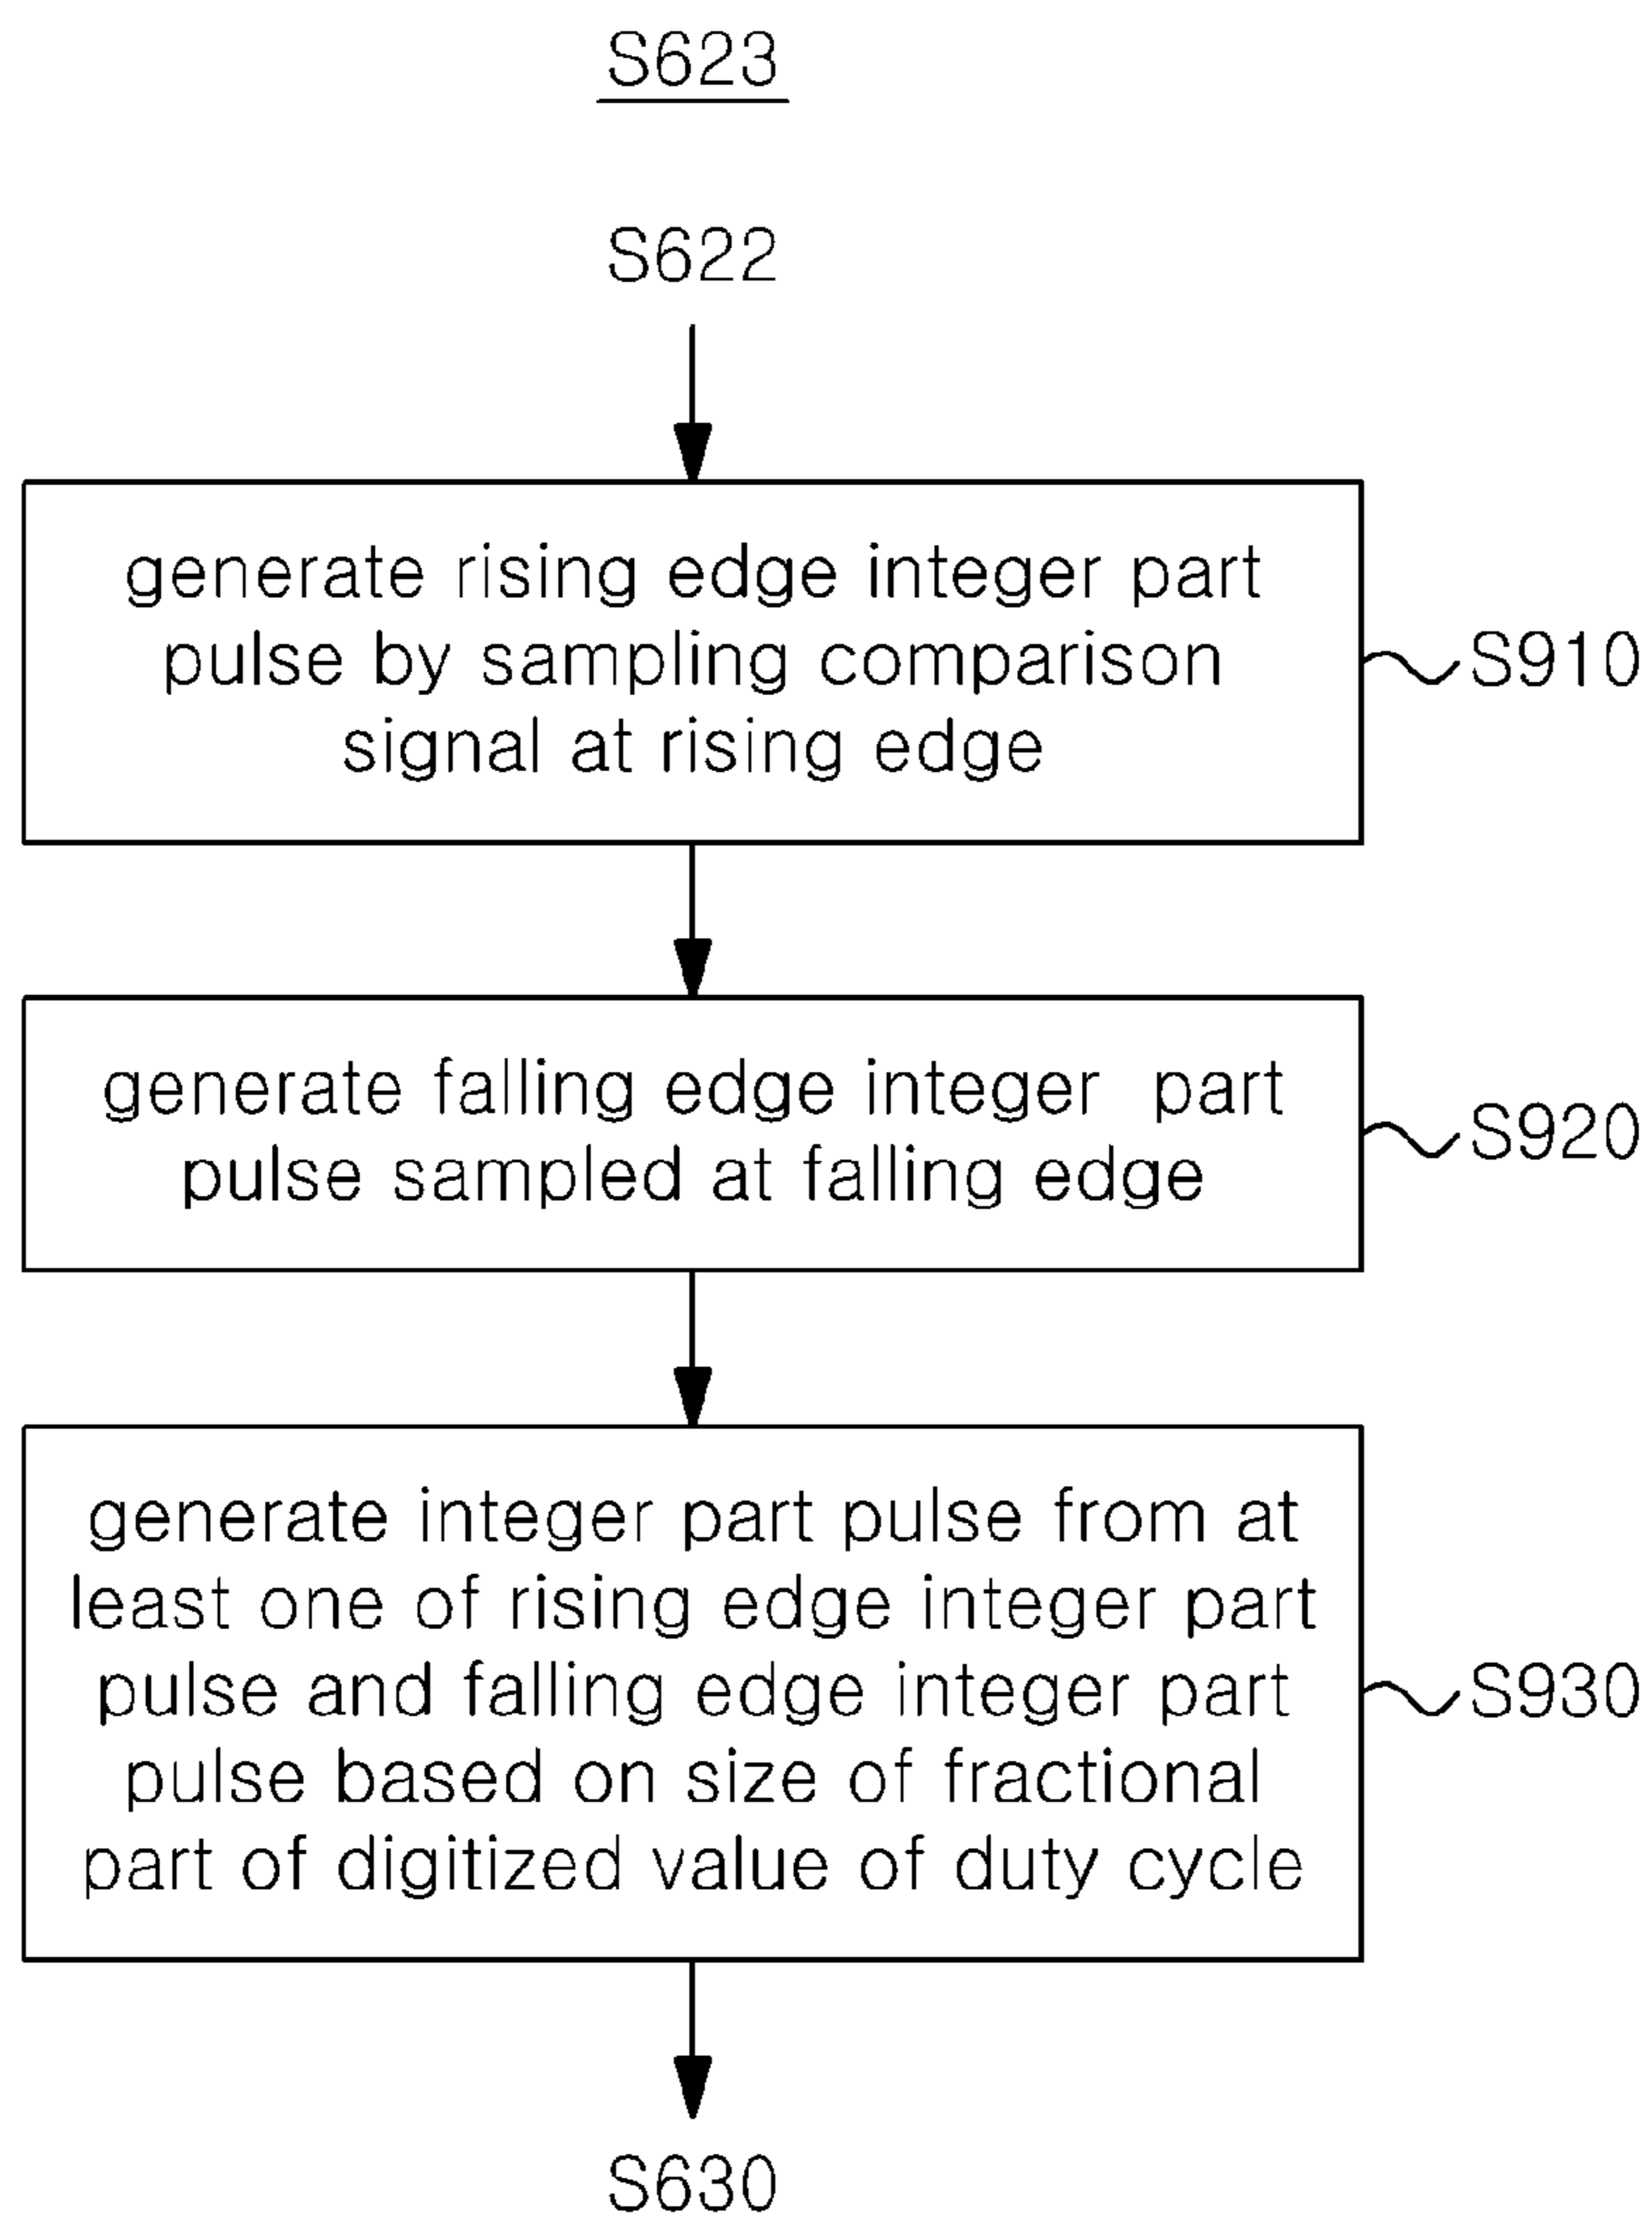 S623
S622
generate rising edge integer part
pulse by sampling comparison
signal at rising edge
S910
generate falling edge integer part
pulse sampled at falling edge
S920
generate integer part pulse from at
least one of rising edge integer part
pulse and falling edge integer part
pulse based on size of fractional
part of digitized value of duty cycle
S930
S630